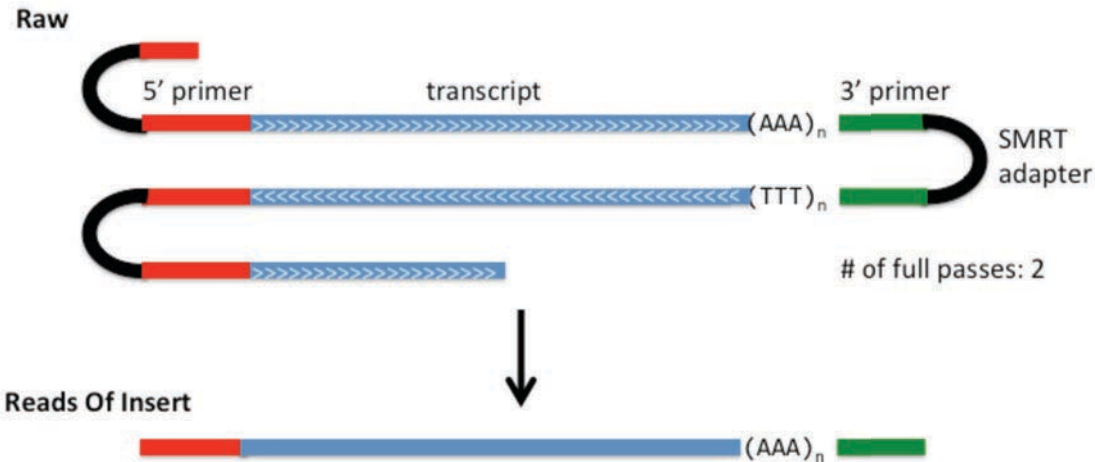 Raw
5’ primer transcript 3’ primer
(AAA)n
SMRT
adapter
(TTT)n
# of full passes: 2
Reads Of Insert
(AAA)n